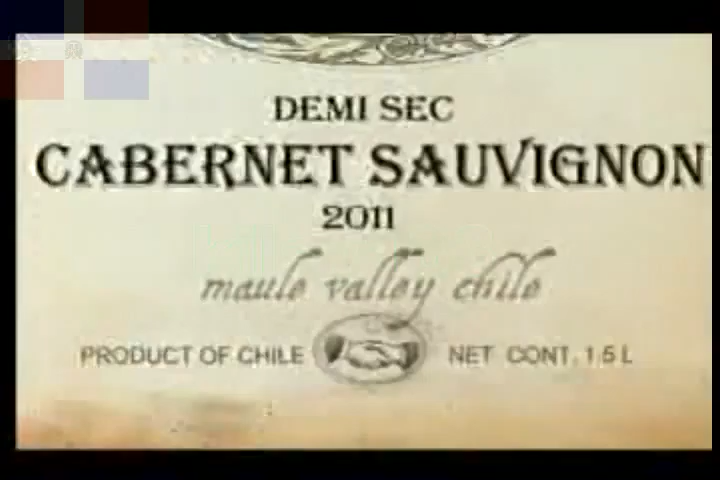 DEMI SEC
CABERNET SAUVIGNON
2011
maule valley chile
PRODUCT OF CHILE NET CONT. 1.5 L